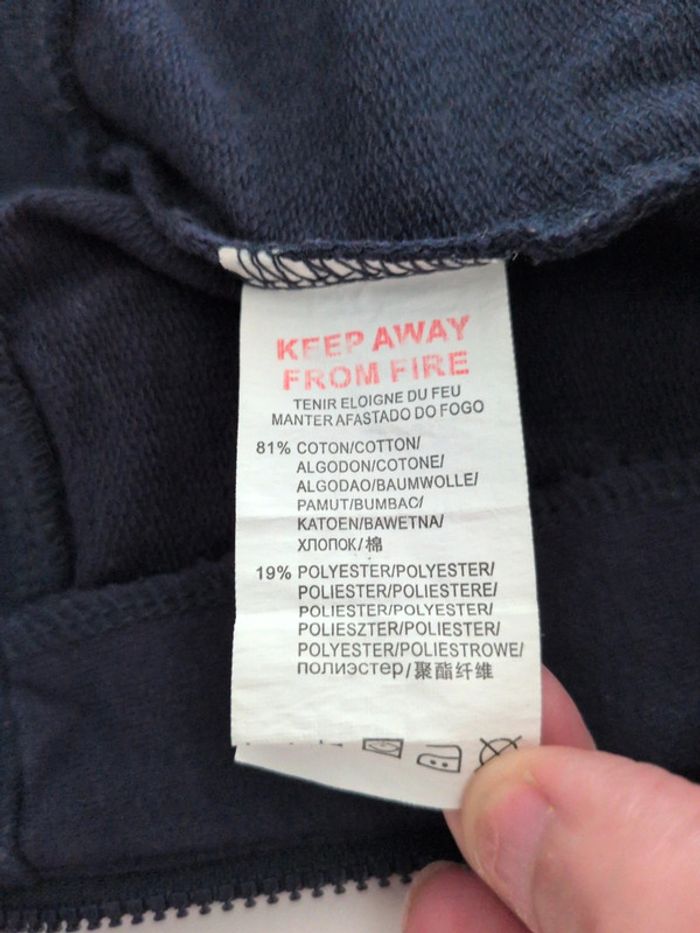 KEEP AWAY
FROM FIRE
TENIR ELOIGNE DU FEU
MANTER AFASTADO DO FOGO
81% COTON/COTTON/
ALGODON/COTONE/
ALGODAO/BAUMWOLLE/
PAMUT/BUMBAC/
KATOEN/BAWETNA/
ХЛОПОК/棉
19% POLYESTER/POLYESTER/
POLIESTER/POLIESTERE/
POLIESTER/POLYESTER/
POLIESZTER/POLIESTER/
POLYESTER/POLIESTROWE/
полиэстер/聚酯纤维